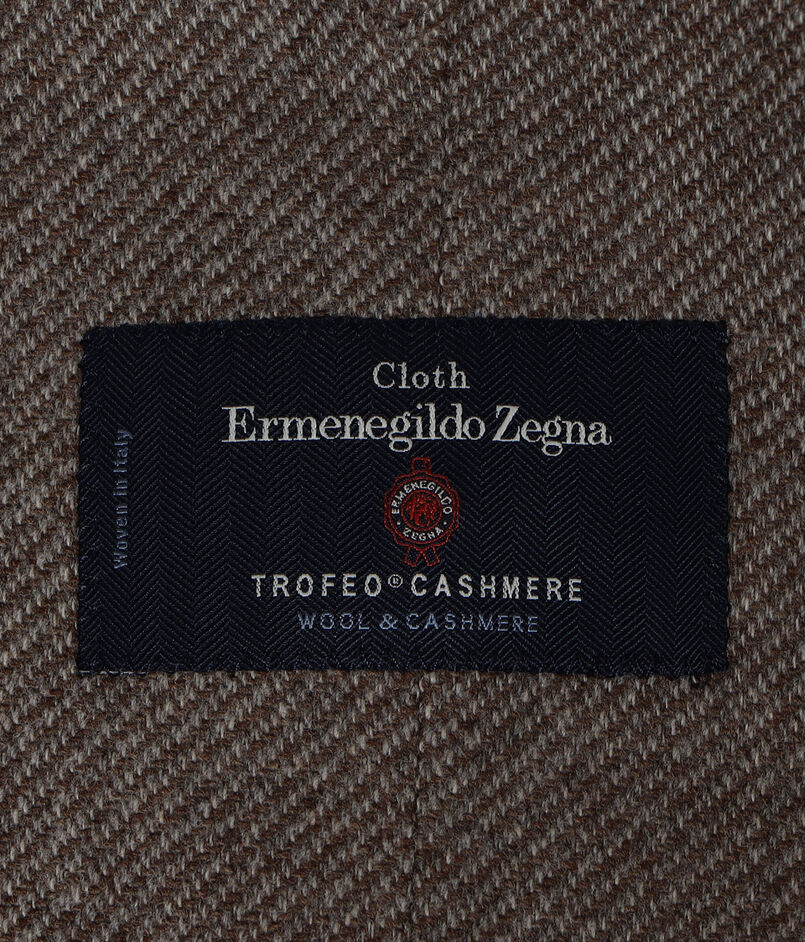 Cloth
Ermenegildo Zegna
ERMENEGILDO
ZEGNA
TROFEO® CASHMERE
WOOL & CASHMERE
Woven in Italy